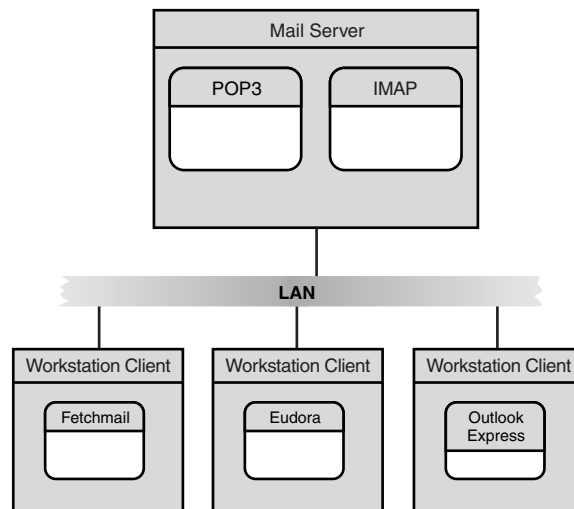 Mail Server
POP3
IMAP
LAN
Workstation Client
Workstation Client
Workstation Client
Fetchmail
Eudora
Outlook
Express